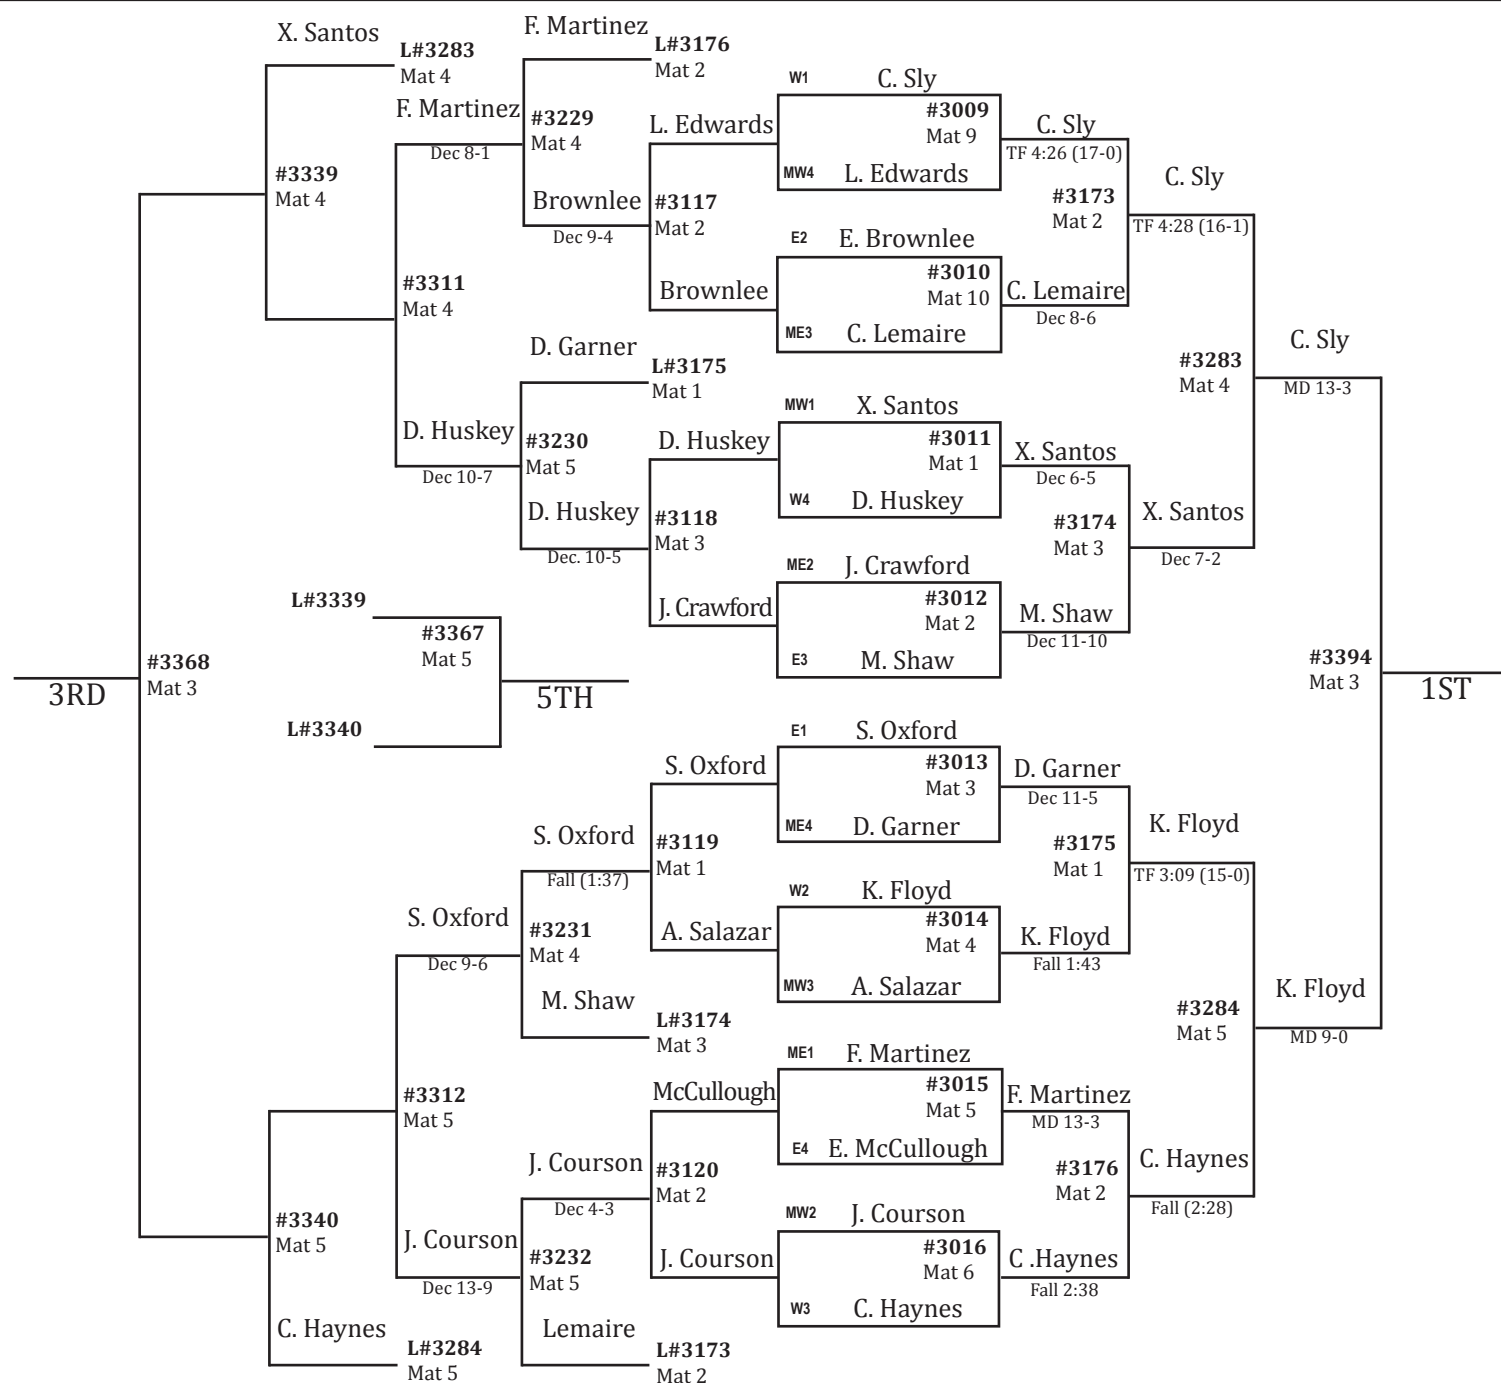 X. Santos
L#3283
Mat 4
F. Martinez
L#3176
Mat 2
F. Martinez
Dec 8-1
#3229
Mat 4
#3339
Mat 4
Brownlee
Dec 9-4
L. Edwards
#3117
Mat 2
Brownlee
#3311
Mat 4
D. Garner
L#3175
Mat 1
D. Huskey
Dec 10-7
#3230
Mat 5
D. Huskey
Dec. 10-5
D. Huskey
#3118
Mat 3
J. Crawford
W1
C. Sly
#3009
Mat 9
MW4
L. Edwards
C. Sly
TF 4:26 (17-0)
E2
E. Brownlee
#3010
Mat 10
ME3
C. Lemaire
C. Lemaire
Dec 8-6
#3173
Mat 2
C. Sly
TF 4:28 (16-1)
MW1
X. Santos
#3011
Mat 1
W4
D. Huskey
X. Santos
Dec 6-5
ME2
J. Crawford
#3012
Mat 2
E3
M. Shaw
M. Shaw
Dec 11-10
#3174
Mat 3
X. Santos
Dec 7-2
#3283
Mat 4
C. Sly
MD 13-3
L#3339
#3367
Mat 5
L#3340
5TH
#3368
Mat 3
3RD
#3394
Mat 3
1ST
E1
S. Oxford
#3013
Mat 3
ME4
D. Garner
D. Garner
Dec 11-5
W2
K. Floyd
#3014
Mat 4
MW3
A. Salazar
K. Floyd
Fall 1:43
#3175
Mat 1
K. Floyd
TF 3:09 (15-0)
ME1
F. Martinez
#3015
Mat 5
E4
E. McCullough
F. Martinez
MD 13-3
MW2
J. Courson
#3016
Mat 6
W3
C. Haynes
C .Haynes
Fall 2:38
#3176
Mat 2
C. Haynes
Fall (2:28)
#3284
Mat 5
K. Floyd
MD 9-0
S. Oxford
#3119
Mat 1
A. Salazar
S. Oxford
Fall (1:37)
#3231
Mat 4
M. Shaw
L#3174
Mat 3
S. Oxford
Dec 9-6
#3312
Mat 5
McCullough
#3120
Mat 2
J. Courson
J. Courson
Dec 4-3
#3232
Mat 5
Lemaire
L#3173
Mat 2
J. Courson
Dec 13-9
#3340
Mat 5
C. Haynes
L#3284
Mat 5